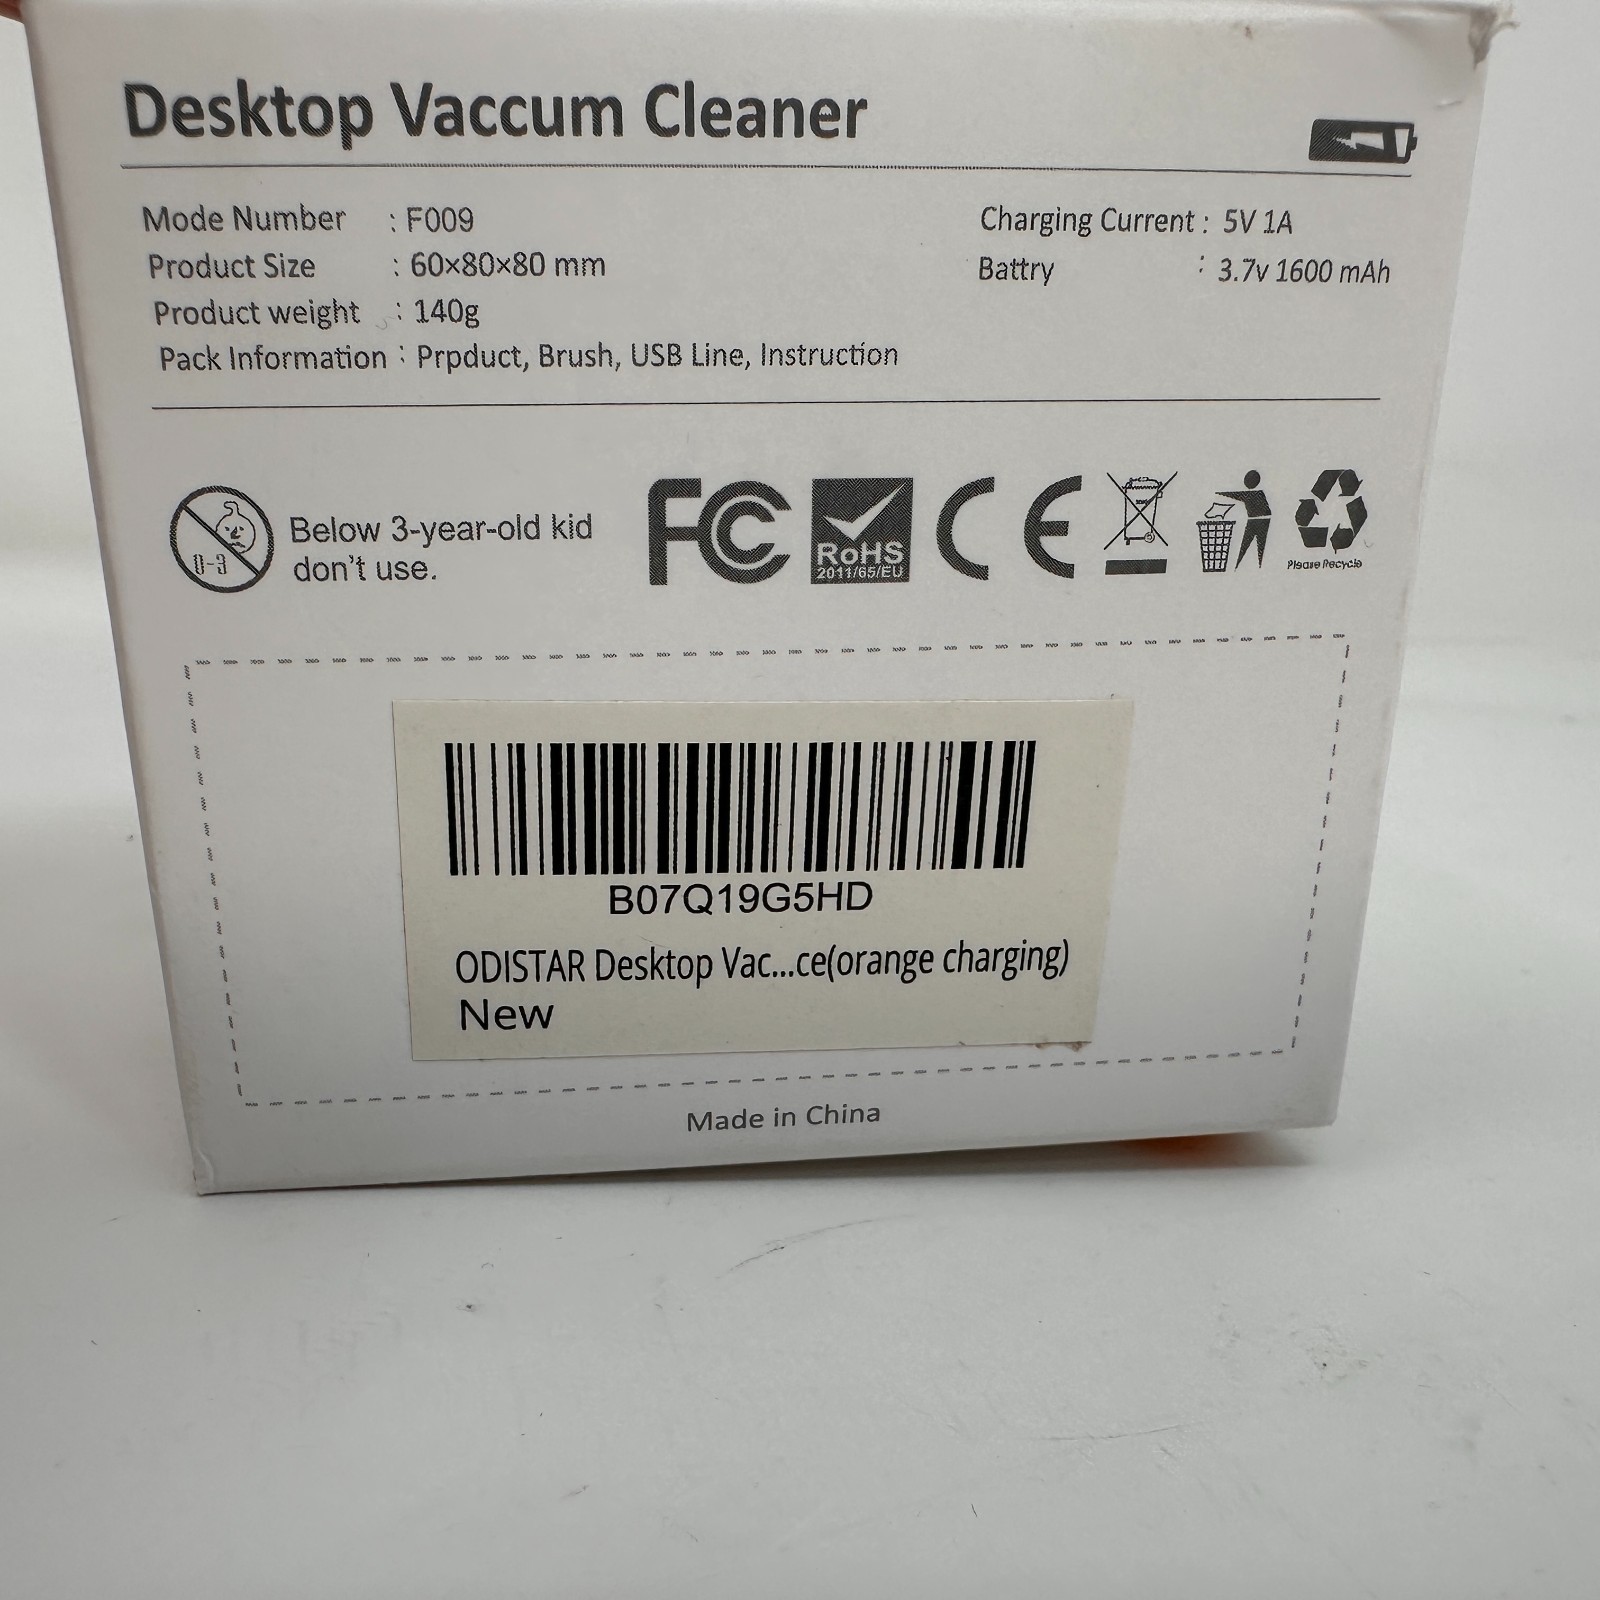 Desktop Vaccum Cleaner
Mode Number : F009
Product Size : 60×80×80 mm
Product weight : 140g
Pack Information : Prpduct, Brush, USB Line, Instruction
Charging Current : 5V 1A
Battry : 3.7v 1600 mAh
0-3
Below 3-year-old kid
don't use.
FC
RoHS
2011/65/EU
CE
Please Recycle
B07Q19G5HD
ODISTAR Desktop Vac...ce(orange charging)
New
Made in China